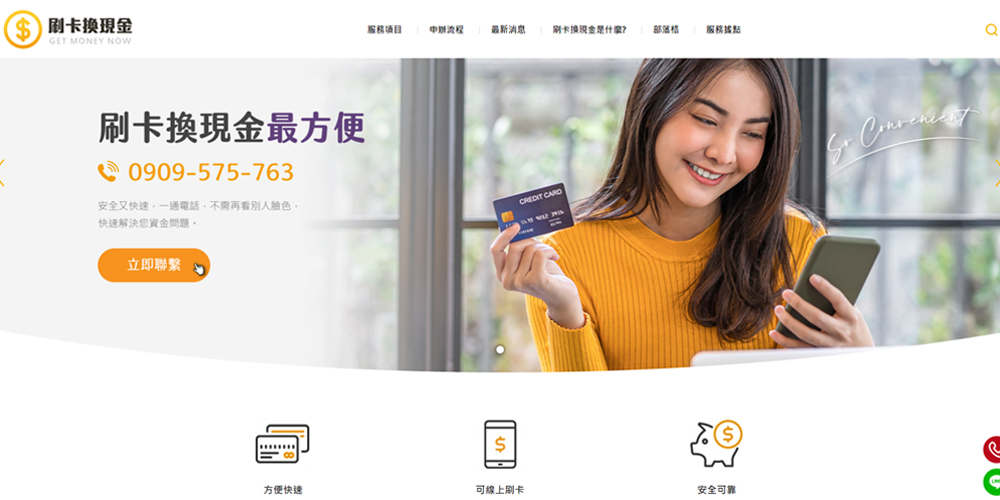 刷卡換現金
GET MONEY NOW
服務項目
申辦流程
最新消息
刷卡換現金是什麼?
部落格
服務據點
刷卡換現金最方便
0909-575-763
安全又快速，一通電話，不需再看別人臉色，
快速解決您資金問題。
立即聯繫
So Convenient
CREDIT CARD
方便快速
可線上刷卡
安全可靠
LINE